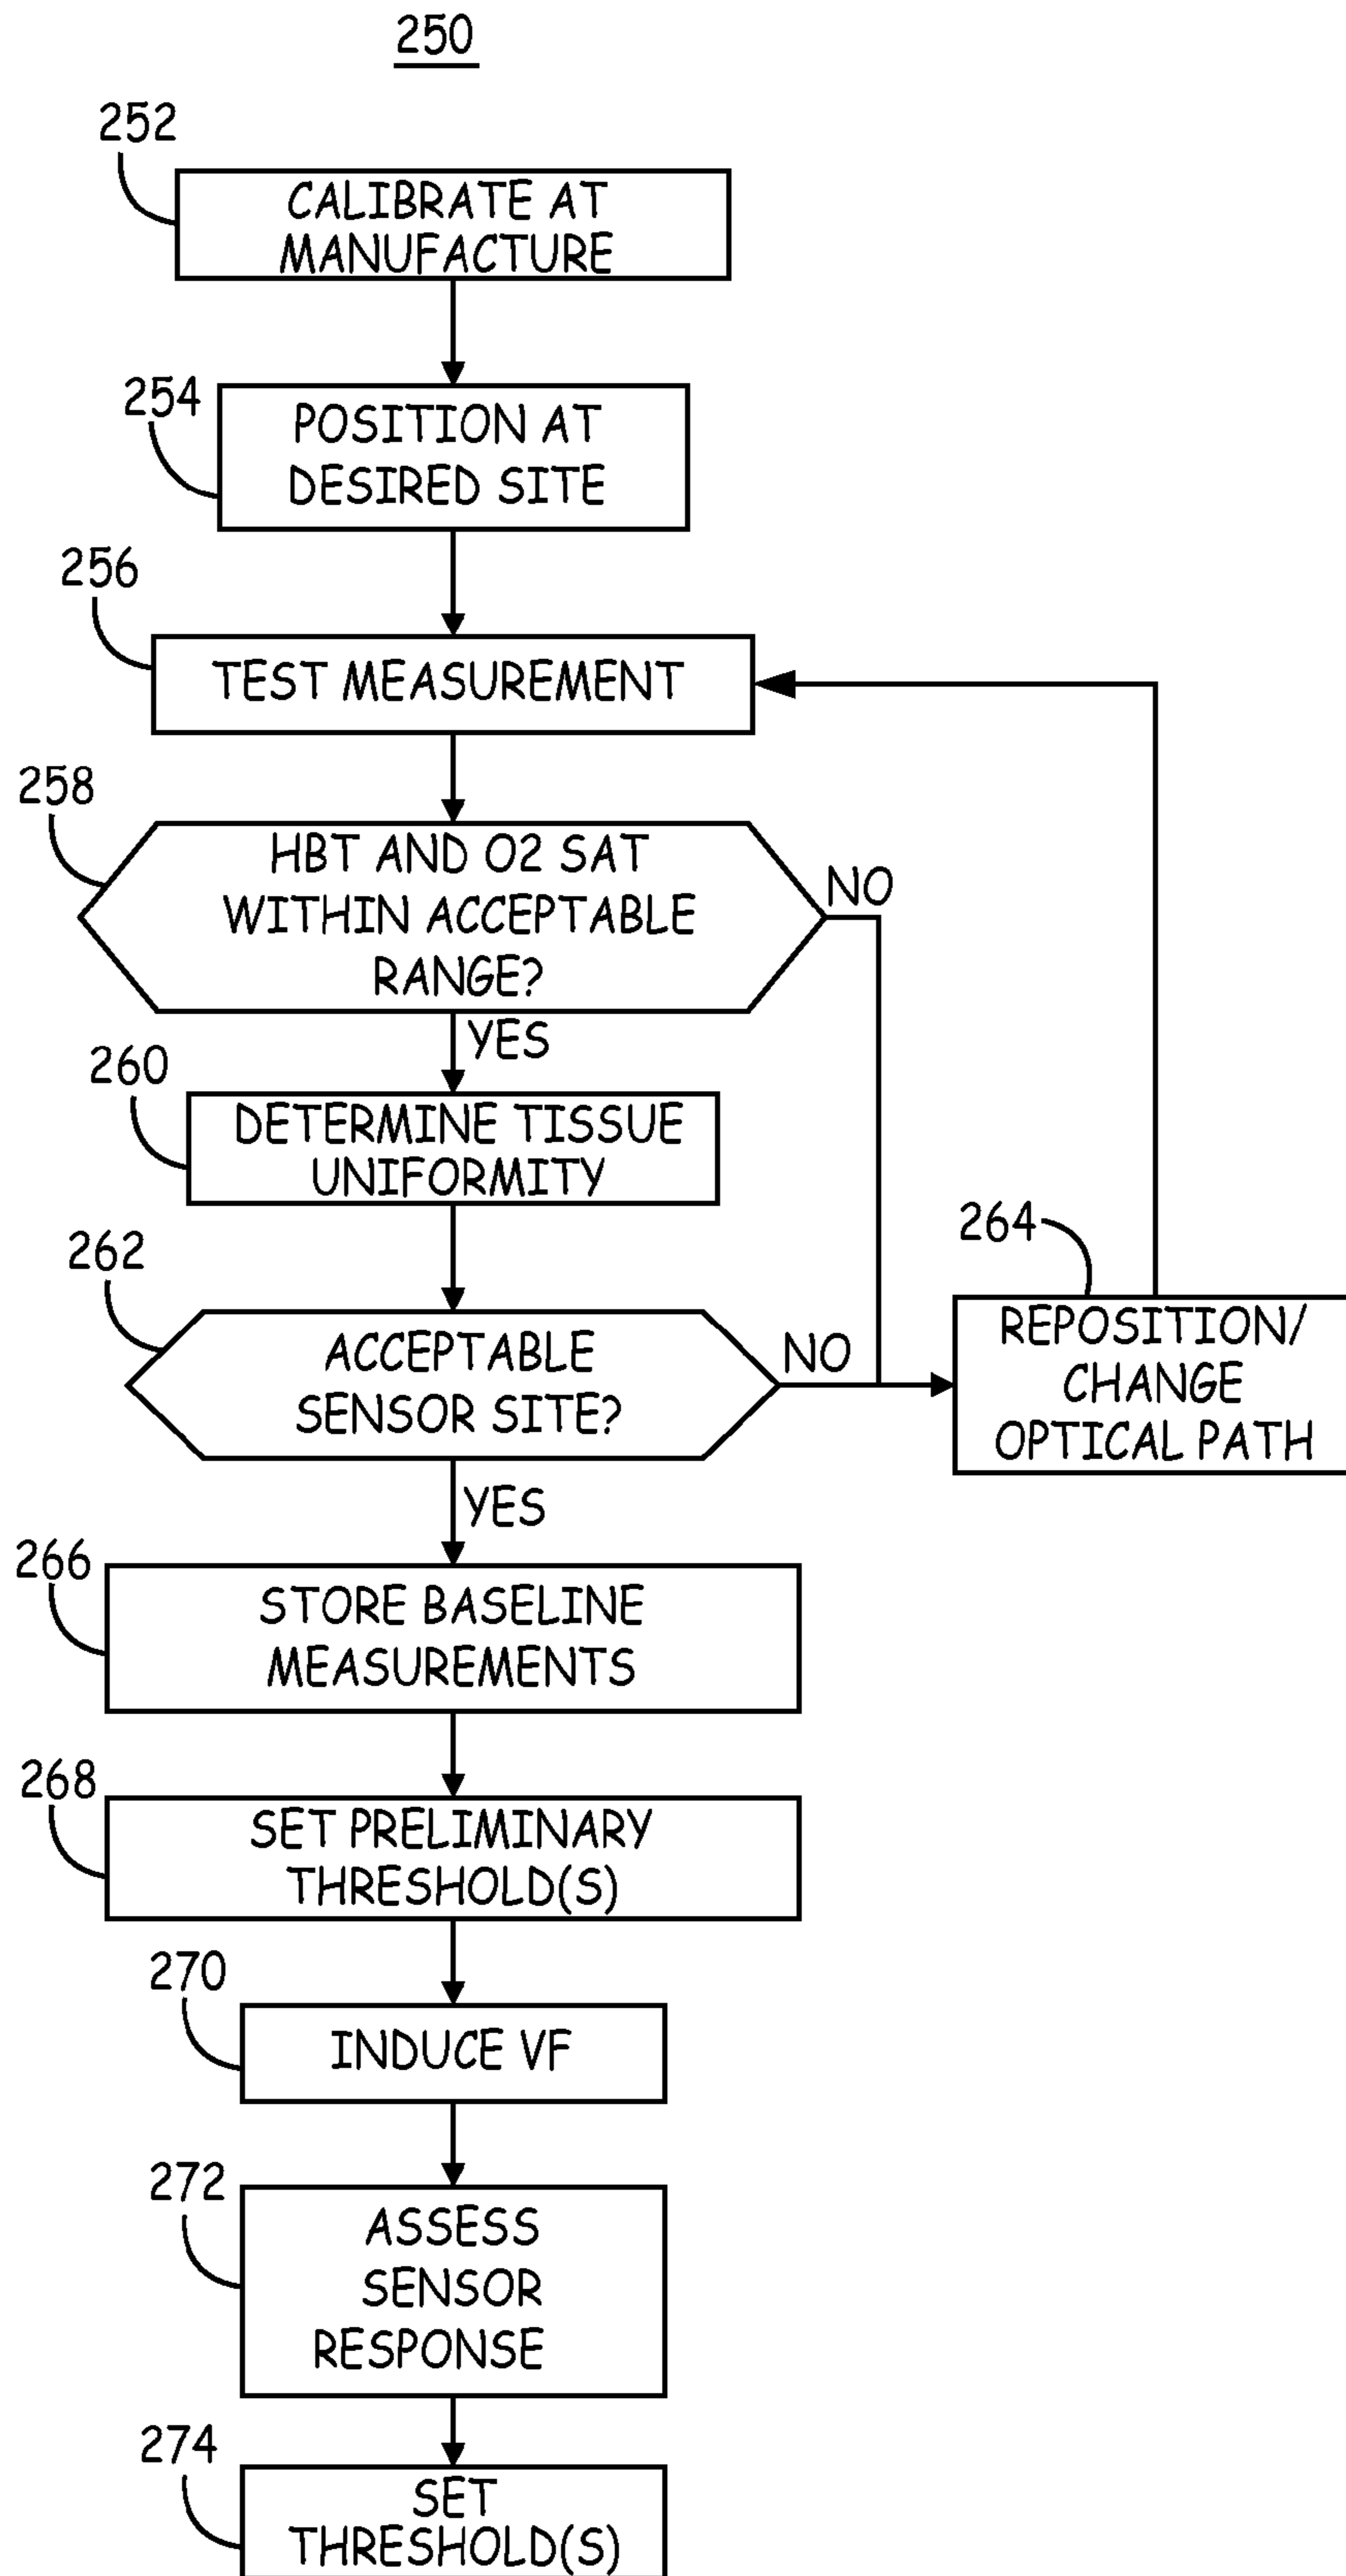 250
252
CALIBRATE AT
MANUFACTURE
254
POSITION AT
DESIRED SITE
256
TEST MEASUREMENT
258
HBT AND O2 SAT
WITHIN ACCEPTABLE
RANGE?
NO
YES
260
DETERMINE TISSUE
UNIFORMITY
262
ACCEPTABLE
SENSOR SITE?
NO
264
REPOSITION/
CHANGE
OPTICAL PATH
YES
266
STORE BASELINE
MEASUREMENTS
268
SET PRELIMINARY
THRESHOLD(S)
270
INDUCE VF
272
ASSESS
SENSOR
RESPONSE
274
SET
THRESHOLD(S)